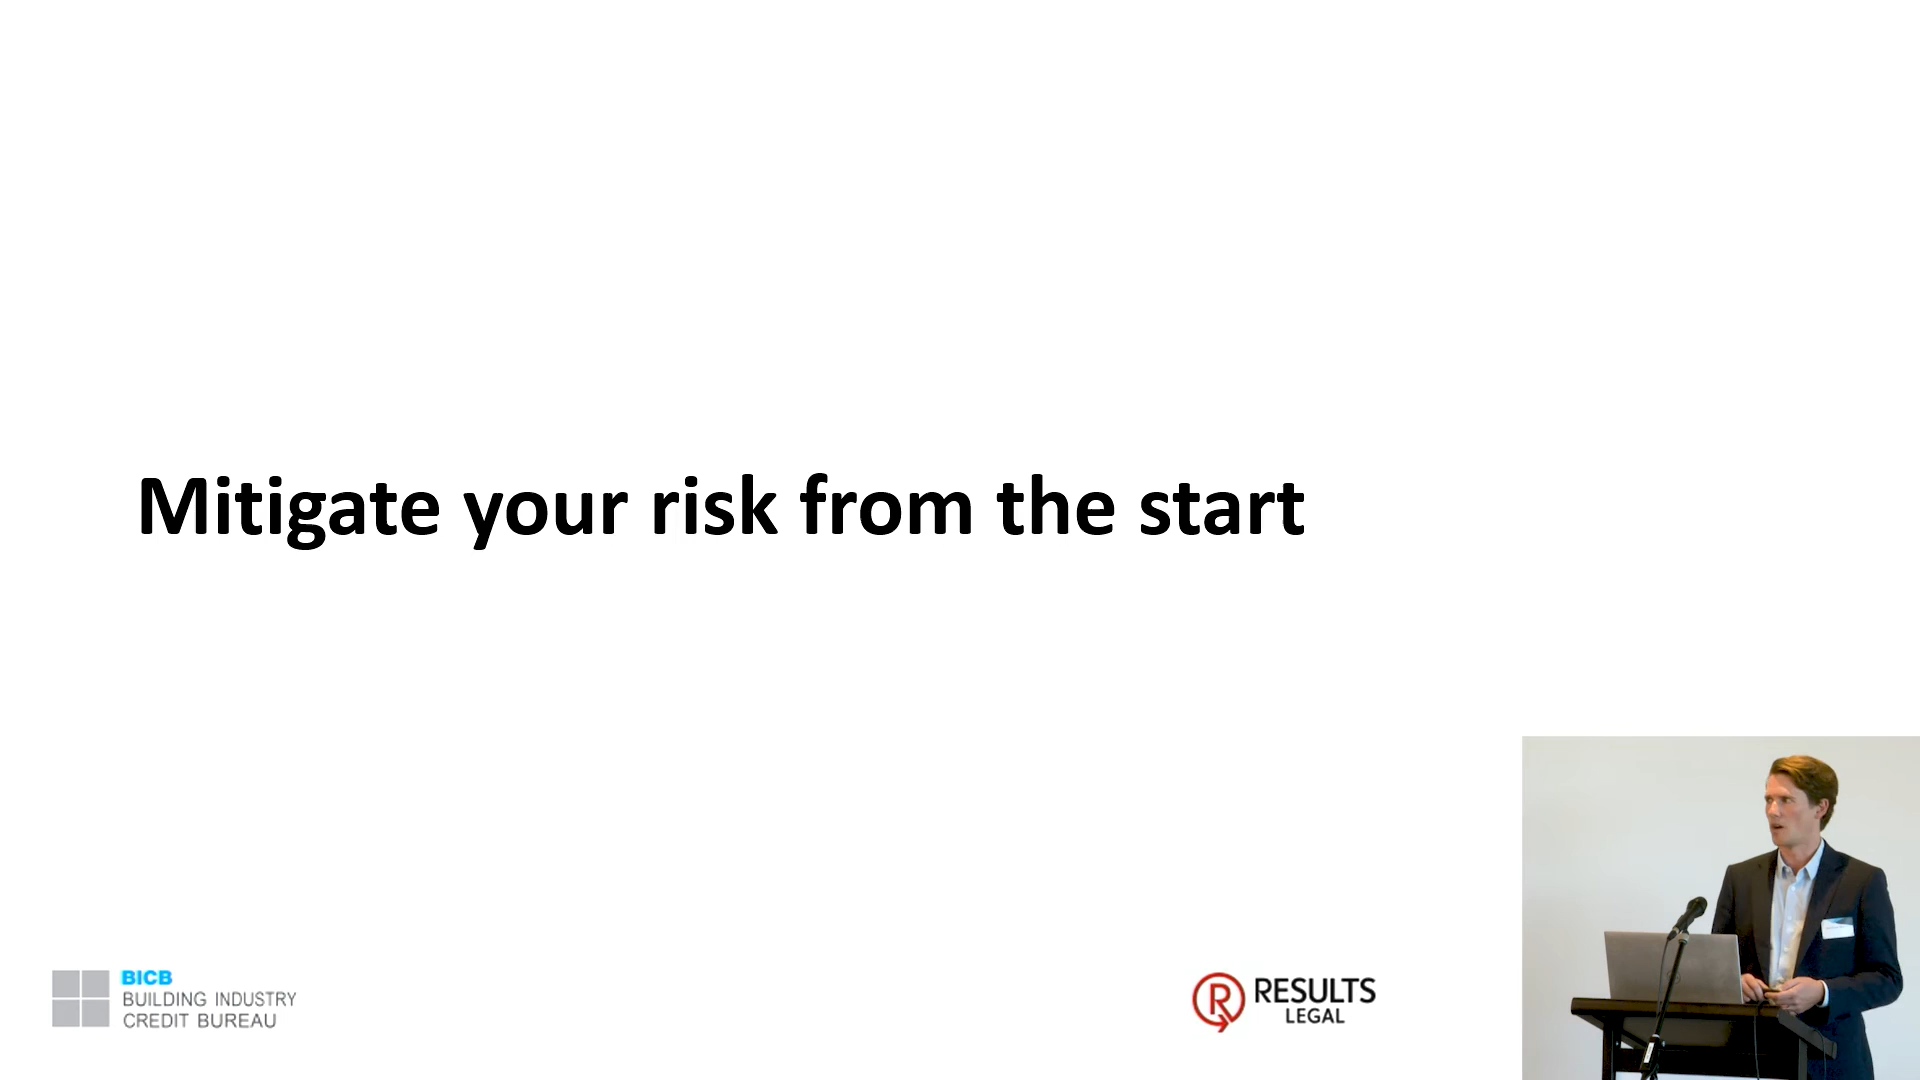 Mitigate your risk from the start
BICB
BUILDING INDUSTRY
CREDIT BUREAU
R
RESULTS
LEGAL